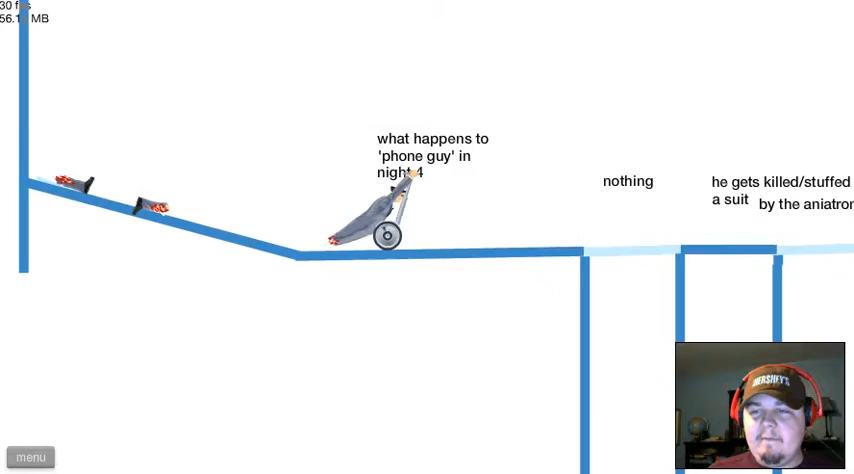 30 fps
56.1 MB
what happens to
'phone guy' in
night 4
nothing
he gets killed/stuffed
a suit
by the aniatron
HERSHEY'S
menu